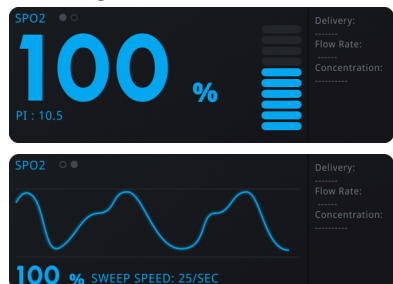 SPO2
100 %
PI : 10.5
Delivery:
-------
Flow Rate:
------
Concentration:
----------
SPO2
100 % SWEEP SPEED: 25/SEC
Delivery:
-------
Flow Rate:
------
Concentration:
----------